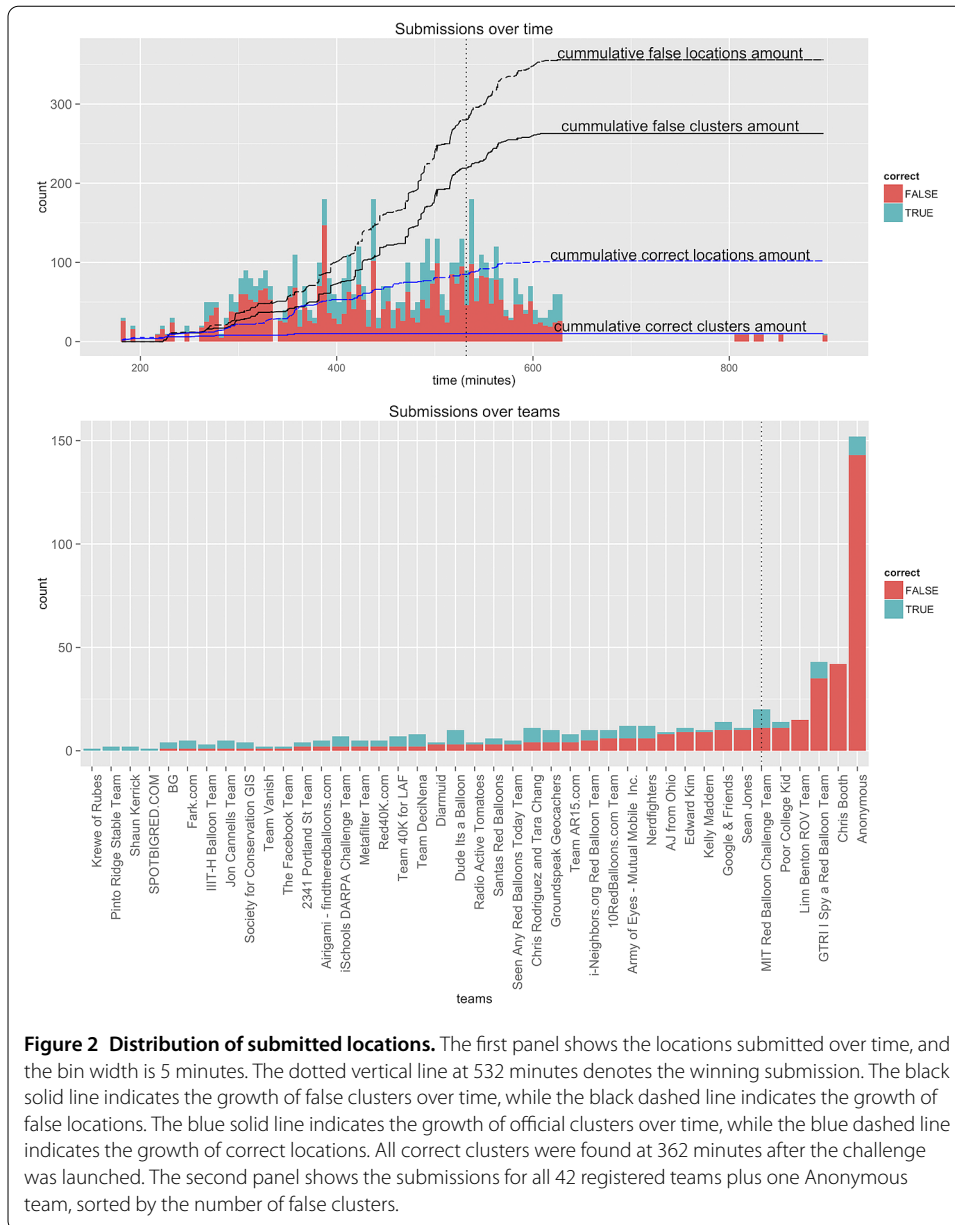 Submissions over time
cummulative false locations amount
cummulative false clusters amount
cummulative correct locations amount
cummulative correct clusters amount
300
200
100
0
count
200
400
600
800
time (minutes)
correct
FALSE
TRUE
Submissions over teams
150
100
50
0
count
correct
FALSE
TRUE
Krewe of Rubes
Pinto Ridge Stable Team
Shaun Kerrick
SPOTBIGRED.COM
BG
Fark.com
IIIT-H Balloon Team
Jon Cannells Team
Society for Conservation GIS
Team Yanish
The Facebook Team
2341 Portland St Team
Airigami - findtheredballoons.com
iSchools DARPA Challenge Team
Metafilter Team
Red40K.com
Team 40K for LAF
Team DeciNena
Diarmuid
Dude Its a Balloon
Radio Active Tomatoes
Santas Red Balloons
Seen Any Red Balloons Today Team
Chris Rodriguez and Tara Chang
Groundspeak Geocachers
Team AR15.com
i-Neighbors.org Red Balloon Team
10RedBalloons.com Team
Army of Eyes - Mutual Mobile Inc.
Nerdfighters
AJ from Ohio
Edward Kim
Kelly Maddern
Google & Friends
Sean Jones
MIT Red Balloon Challenge Team
Poor College Kid
Linn Benton ROV Team
GTRI I Spy a Red Balloon Team
Chris Booth
Anonymous
teams
Figure 2 Distribution of submitted locations. The first panel shows the locations submitted over time, and
the bin width is 5 minutes. The dotted vertical line at 532 minutes denotes the winning submission. The black
solid line indicates the growth of false clusters over time, while the black dashed line indicates the growth of
false locations. The blue solid line indicates the growth of official clusters over time, while the blue dashed line
indicates the growth of correct locations. All correct clusters were found at 362 minutes after the challenge
was launched. The second panel shows the submissions for all 42 registered teams plus one Anonymous
team, sorted by the number of false clusters.